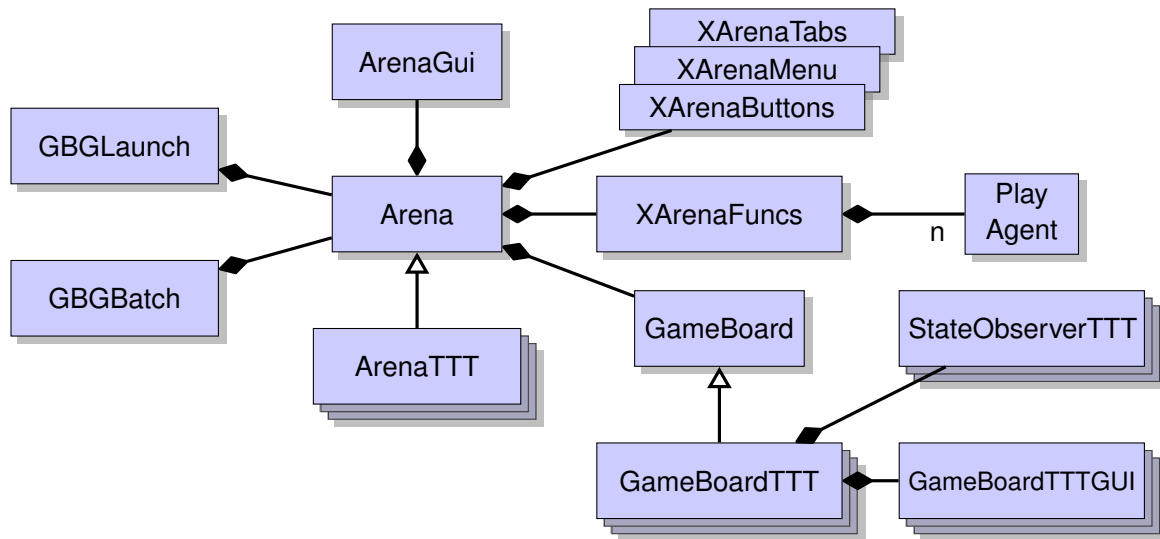 XArenaTabs
XArenaMenu
XArenaButtons
ArenaGui
GBGLaunch
Arena
XArenaFuncs
n
Play
Agent
GBGBatch
ArenaTTT
GameBoard
StateObserverTTT
GameBoardTTT
GameBoardTTTGUI